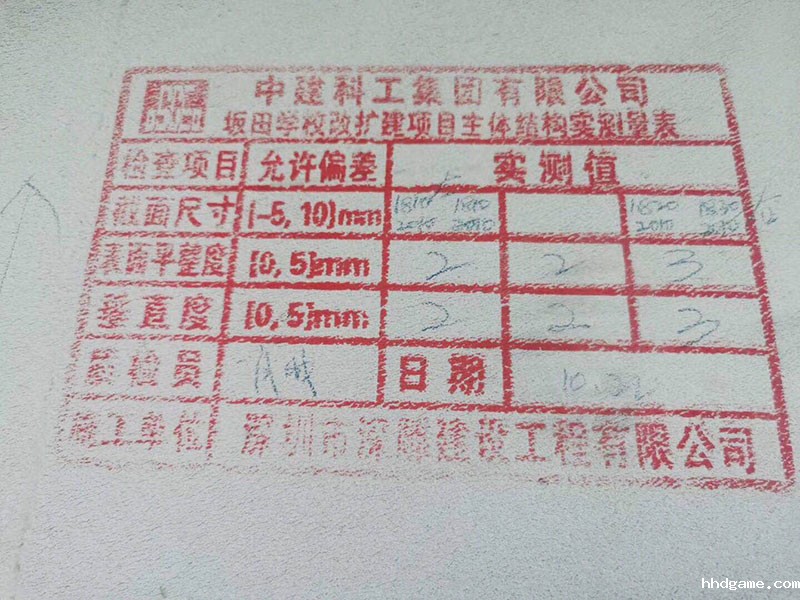 中建科工集团有限公司
坂田学校改扩建项目主体结构实测量表
检查项目 允许偏差 实测值
截面尺寸 [-5, 10]mm
表面平整度 [0, 5]mm 2 2 3
垂直度 [0, 5]mm 2 2 3
质检员 日期 10.22
施工单位 深圳市深 建设工程有限公司
hhdgame.com